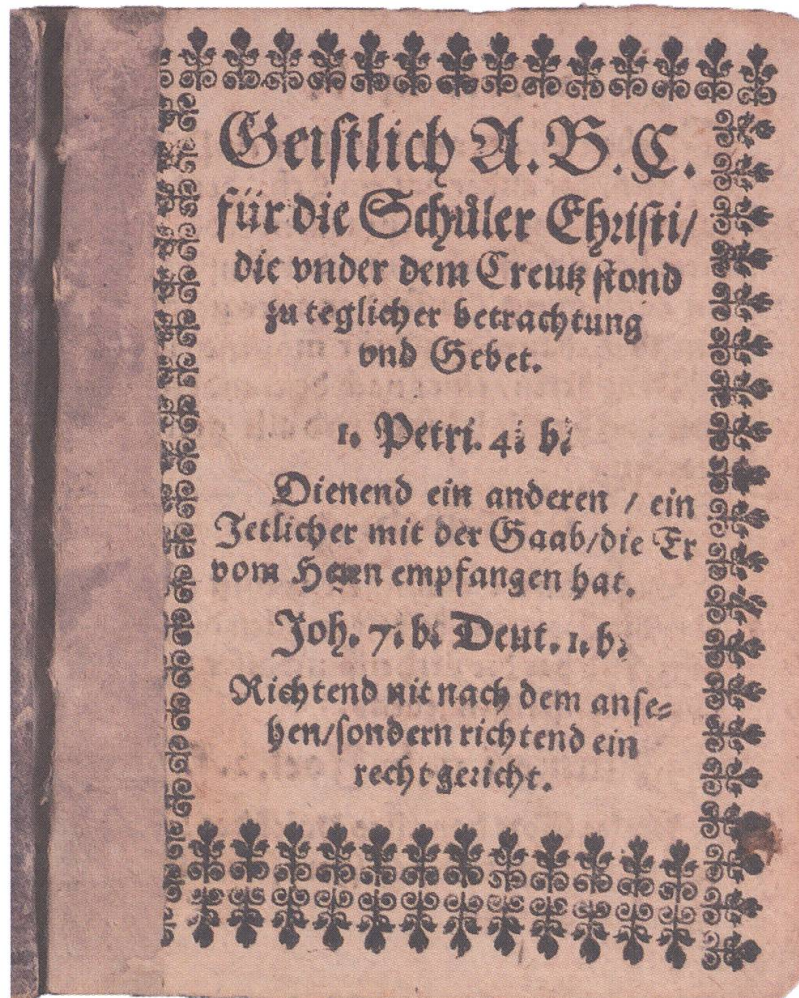 Geistlich A.B.C.
für die Schůler Christi/
die vnder dem Creutz stond
zu teglicher betrachtung
vnd Gebet.
1. Petri. 4: b:
Dienend ein anderen / ein
Jetlicher mit der Gaab/die Er
vom Herrn empfangen hat.
Joh. 7: b: Deut. 1. b:
Richtend nit nach dem anse-
hen/sondern richtend ein
recht gericht.